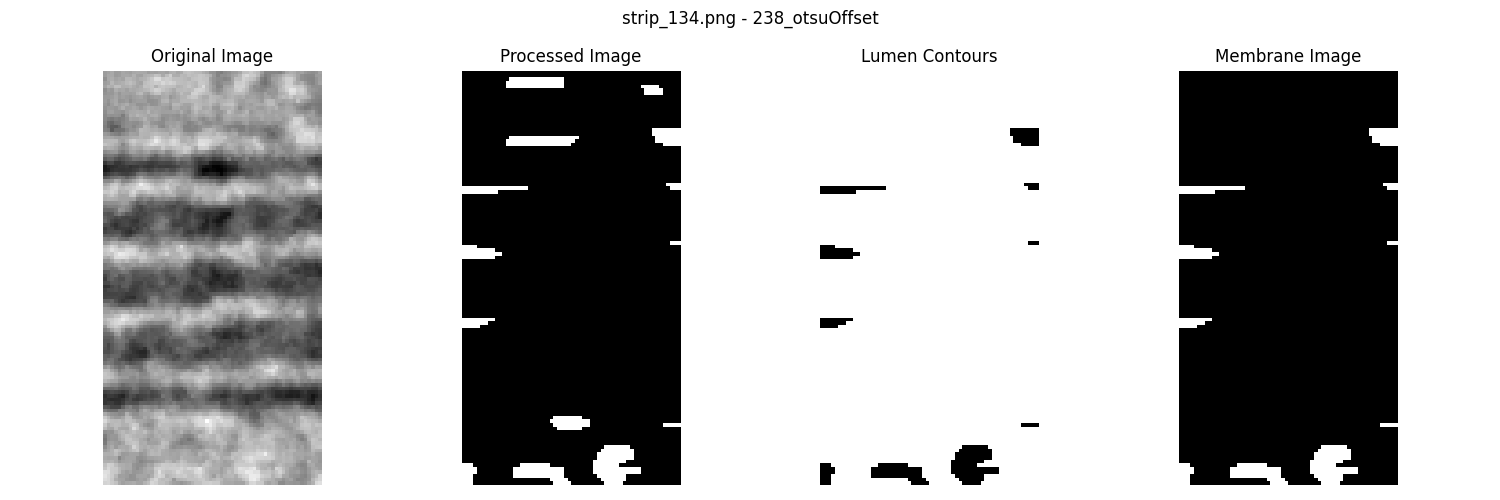 strip_134.png - 238_otsuOffset
Original Image
Processed Image
Lumen Contours
Membrane Image